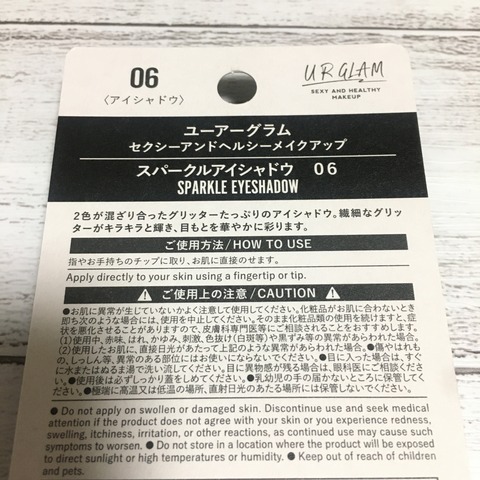 06
〈アイシャドウ〉
UR GLAM
SEXY AND HEALTHY
MAKEUP
ユーアーグラム
セクシーアンドヘルシーメイクアップ
スパークルアイシャドウ 06
SPARKLE EYESHADOW
2色が混ざり合ったグリッターたっぷりのアイシャドウ。繊細なグリッ
ターがキラキラと輝き、目もとを華やかに彩ります。
ご使用方法/HOW TO USE
指やお手持ちのチップに取り、お肌に直接のせます。
Apply directly to your skin using a fingertip or tip.
ご使用上の注意/CAUTION
●お肌に異常が生じていないかよく注意して使用してください。化粧品がお肌に合わないとき
即ち次のような場合には、使用を中止してください。そのまま化粧品類の使用を続けますと、症
状を悪化させることがありますので、皮膚科専門医等にご相談されることをおすすめします。
(1)使用中、赤味、はれ、かゆみ、刺激、色抜け(白斑等)や黒ずみ等の異常があらわれた場合。
(2)使用したお肌に、直接日光があたって上記のような異常があらわれた場合。●傷やはれも
の、しっしん等、異常のある部位にはお使いにならないでください。●目に入った場合は、すぐ
に水またはぬるま湯で洗い流してください。目に異物感が残る場合は、眼科医にご相談くだ
さい。●使用後は必ずしっかり蓋をしめてください。●乳幼児の手の届かないところに保管してく
ださい。●極端に高温又は低温の場所、直射日光のあたる場所には保管しないでください。
● Do not apply on swollen or damaged skin. Discontinue use and seek medical
attention if the product does not agree with your skin or you experience redness,
swelling, itchiness, irritation, or other reactions, as continued use may cause such
symptoms to worsen. ● Do not store in a location where the product will be exposed
to direct sunlight or high temperatures or humidity. ● Keep out of reach of children
and pets.